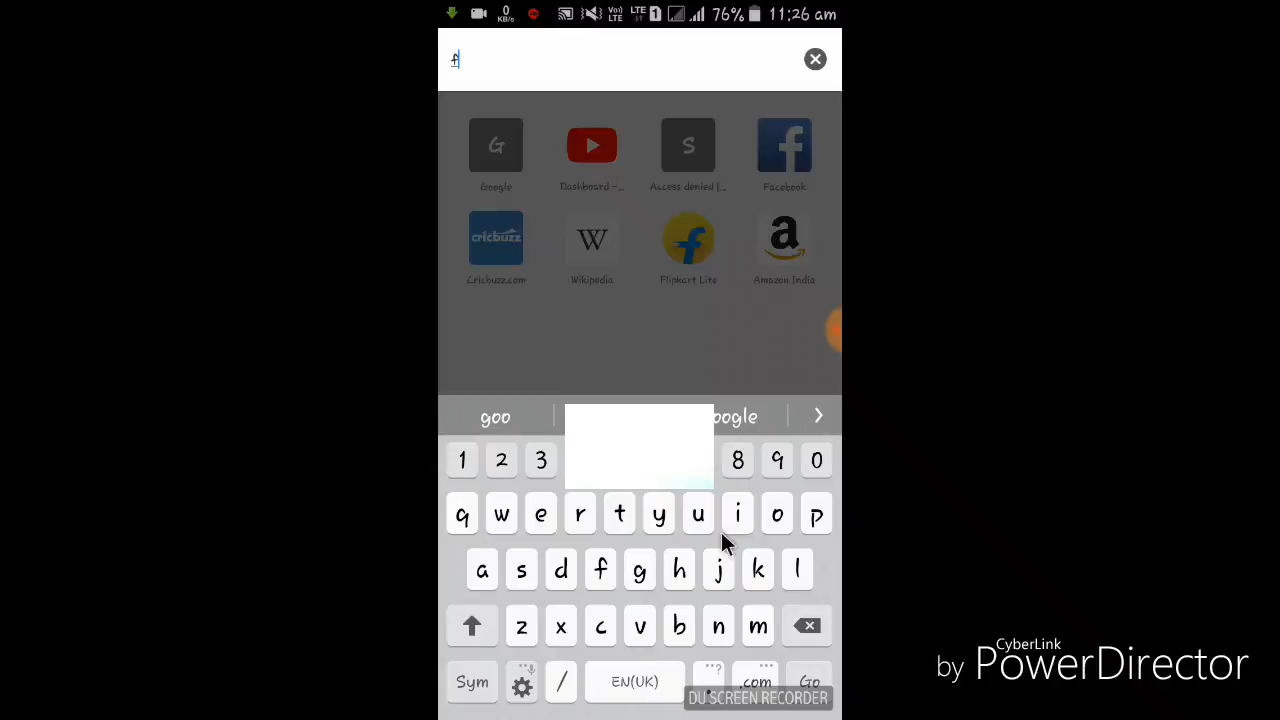 0 KB/s VoLTE LTE 1 76% 11:26 am
f
G S f
Google Dashboard -... Access denied |... Facebook
cricbuzz W f a
Cricbuzz.com Wikipedia Flipkart Lite Amazon India
goo oogle
1 2 3 8 9 0
q w e r t y u i o p
a s d f g h j k l
z x c v b n m
Sym / EN(UK) . .com Go
DU SCREEN RECORDER
by CyberLink PowerDirector